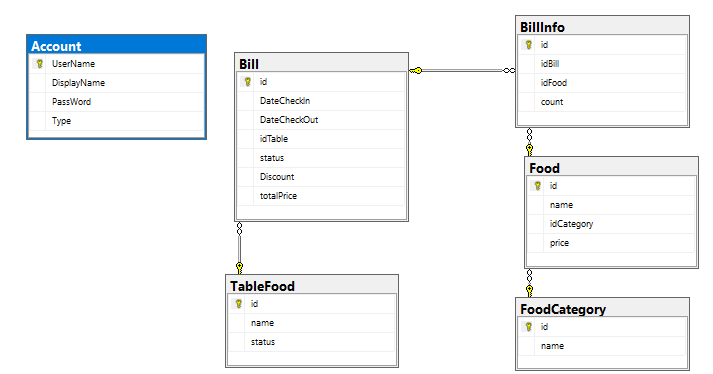 Account
UserName
DisplayName
PassWord
Type
Bill
id
DateCheckIn
DateCheckOut
idTable
status
Discount
totalPrice
BillInfo
id
idBill
idFood
count
Food
id
name
idCategory
price
TableFood
id
name
status
FoodCategory
id
name